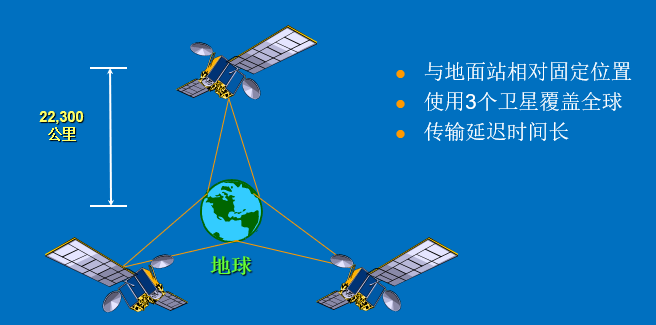 22,300
公里
地球
与地面站相对固定位置
使用3个卫星覆盖全球
传输延迟时间长